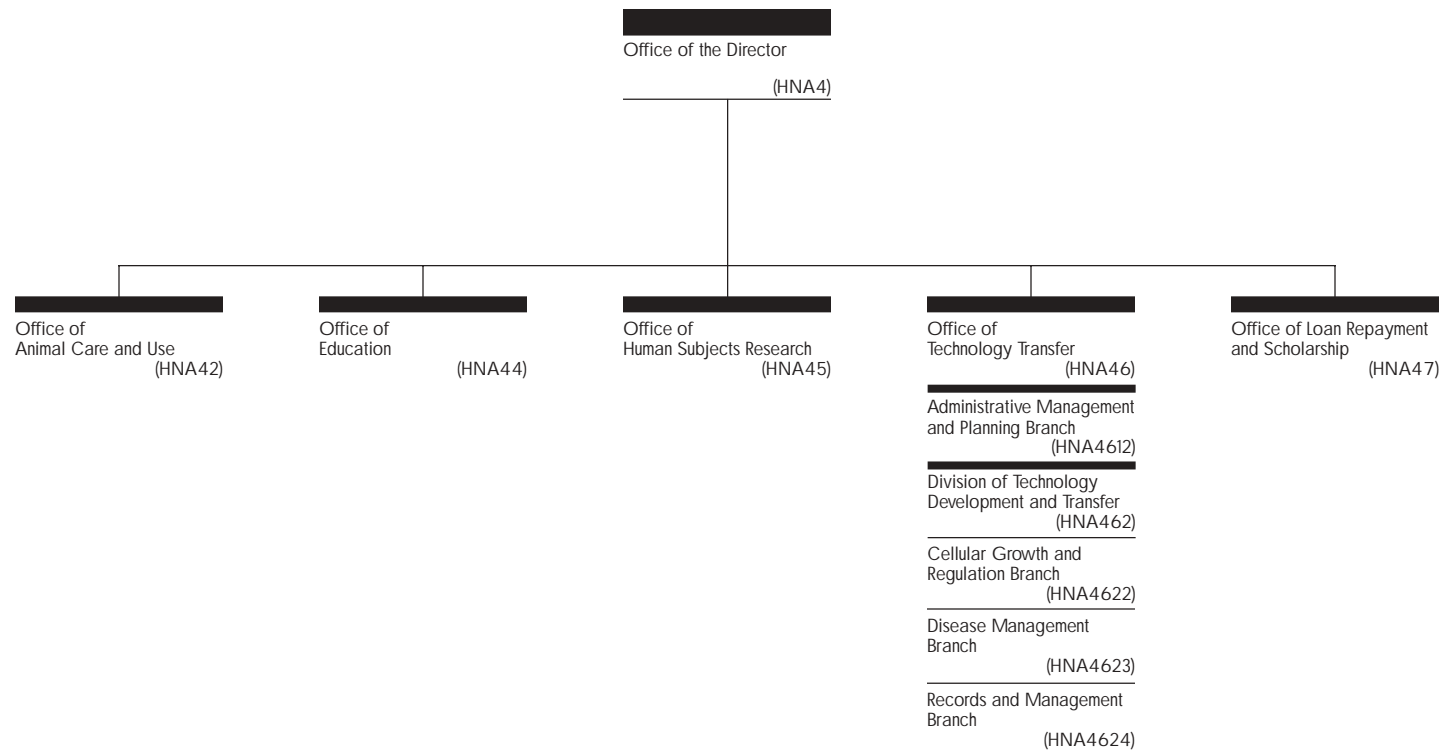 Office of the Director
(HNA4)
Office of
Animal Care and Use
(HNA42)
Office of
Education
(HNA44)
Office of
Human Subjects Research
(HNA45)
Office of
Technology Transfer
(HNA46)
Administrative Management
and Planning Branch
(HNA4612)
Division of Technology
Development and Transfer
(HNA462)
Cellular Growth and
Regulation Branch
(HNA4622)
Disease Management
Branch
(HNA4623)
Records and Management
Branch
(HNA4624)
Office of Loan Repayment
and Scholarship
(HNA47)